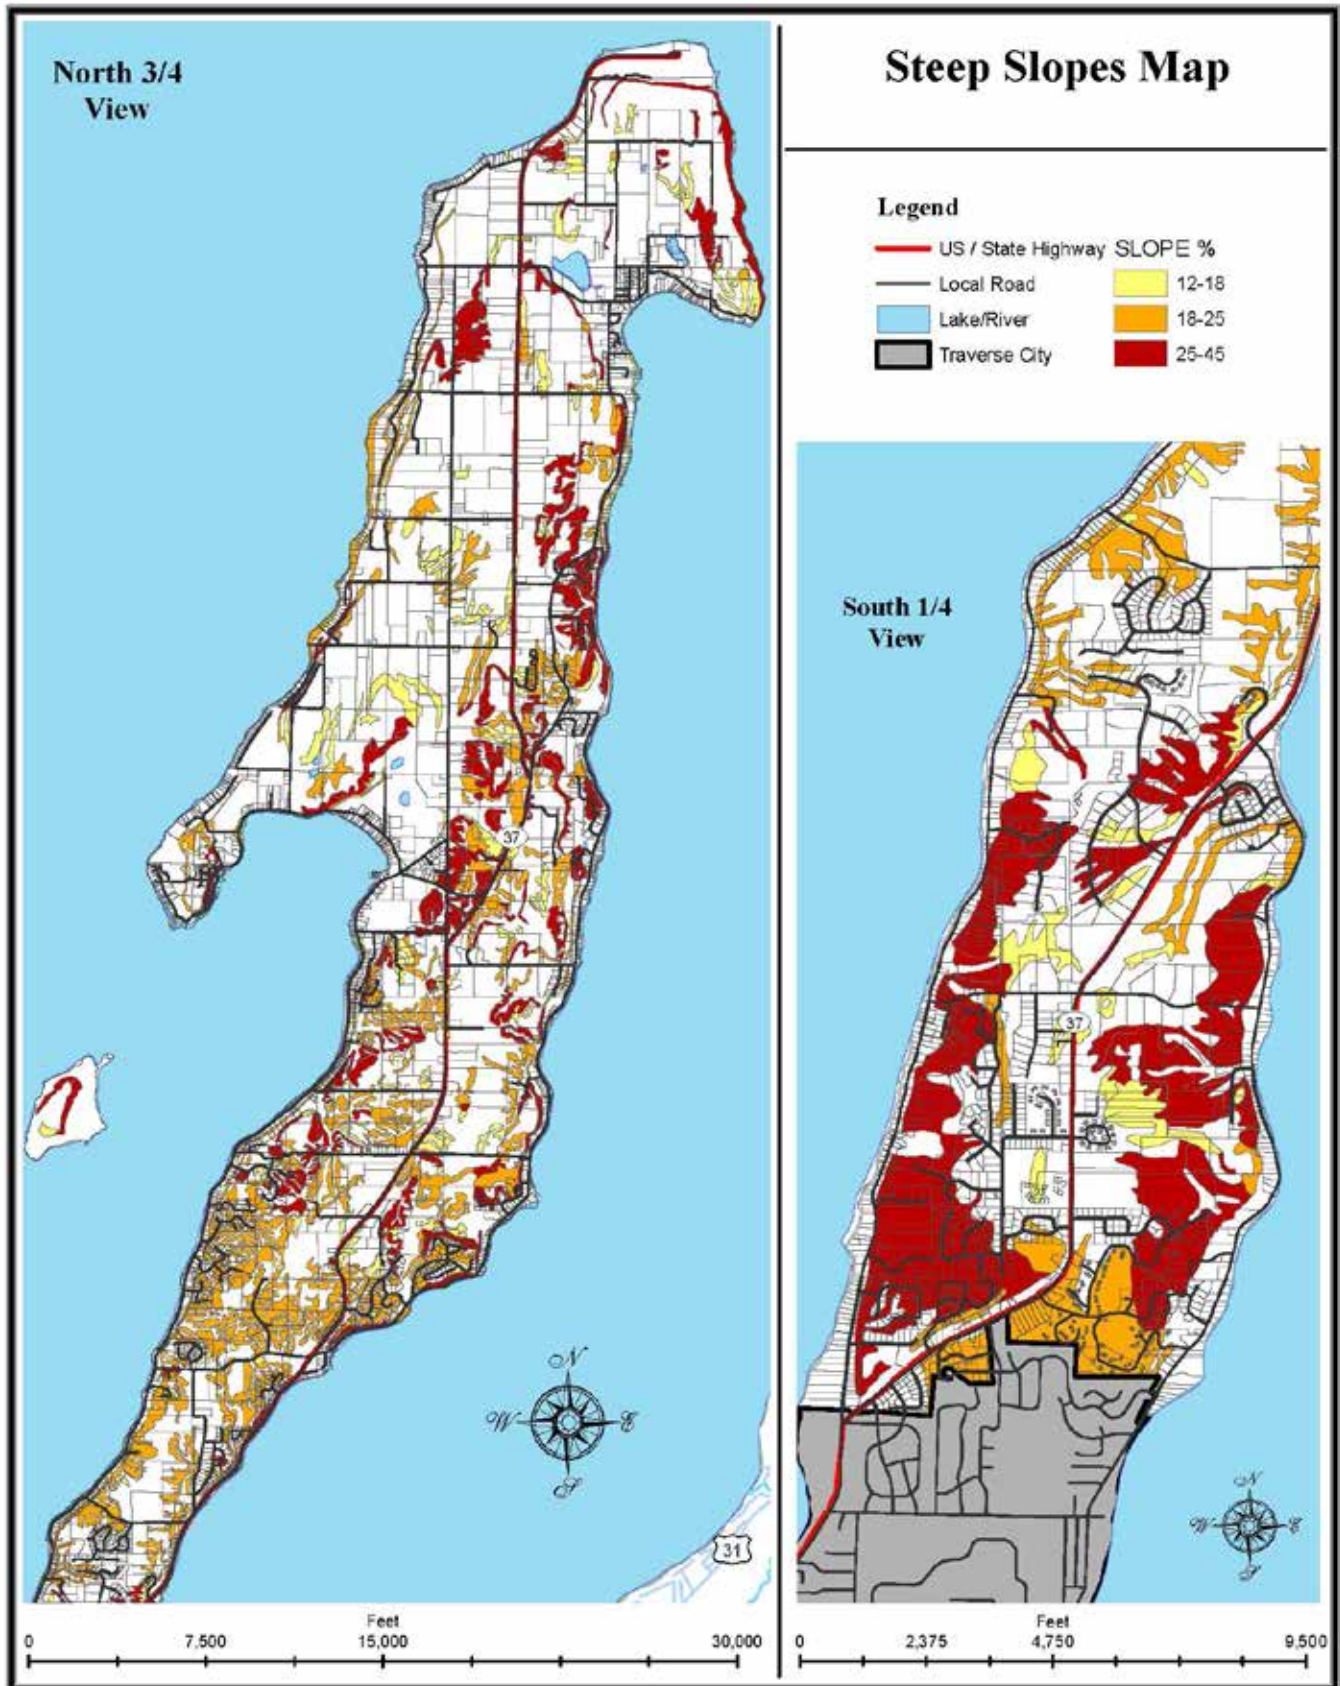 North 3/4
View
Steep Slopes Map
Legend
US / State Highway
Local Road
Lake/River
Traverse City
SLOPE %
12-18
18-25
25-45
37
31
N
W
E
S
Feet
0
7,500
15,000
30,000
South 1/4
View
37
N
W
E
S
Feet
0
2,375
4,750
9,500